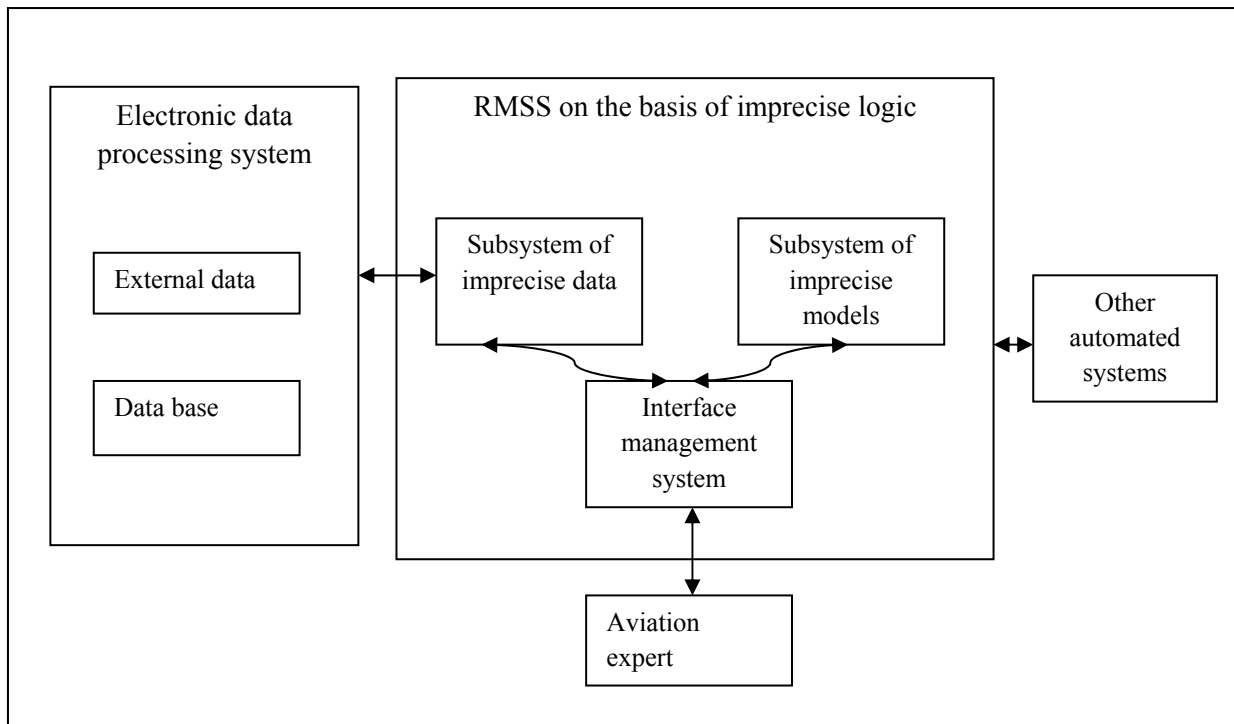 Electronic data
processing system
External data
Data base
RMSS on the basis of imprecise logic
Subsystem of
imprecise data
Subsystem of
imprecise
models
Interface
management
system
Other
automated
systems
Aviation
expert